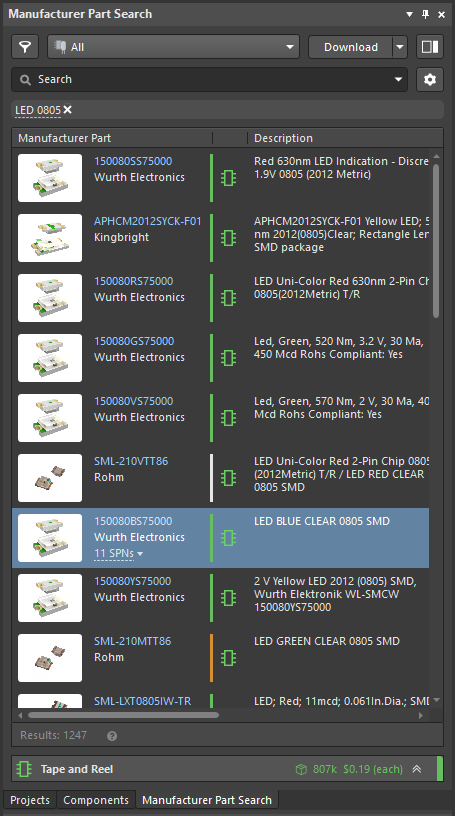 Manufacturer Part Search
All
Download
Search
LED 0805
Manufacturer Part
Description
150080SS75000
Wurth Electronics
Red 630nm LED Indication - Discre
1.9V 0805 (2012 Metric)
APHCM2012SYCK-F01
Kingbright
APHCM2012SYCK-F01 Yellow LED; 5
nm 2012(0805)Clear; Rectangle Len
SMD package
150080RS75000
Wurth Electronics
LED Uni-Color Red 630nm 2-Pin Ch
0805(2012Metric) T/R
150080GS75000
Wurth Electronics
Led, Green, 520 Nm, 3.2 V, 30 Ma,
450 Mcd Rohs Compliant: Yes
150080VS75000
Wurth Electronics
Led, Green, 570 Nm, 2 V, 30 Ma, 40
Mcd Rohs Compliant: Yes
SML-210VTT86
Rohm
LED Uni-Color Red 2-Pin Chip 0805
(2012Metric) T/R / LED RED CLEAR
0805 SMD
150080BS75000
Wurth Electronics
11 SPNs
LED BLUE CLEAR 0805 SMD
150080YS75000
Wurth Electronics
2 V Yellow LED 2012 (0805) SMD,
Wurth Elektronik WL-SMCW
150080YS75000
SML-210MTT86
Rohm
LED GREEN CLEAR 0805 SMD
SML-LXT0805IW-TR
LED; Red; 11mcd; 0.061In.Dia.; SMD
Results: 1247
Tape and Reel
807k $0.19 (each)
Projects
Components
Manufacturer Part Search